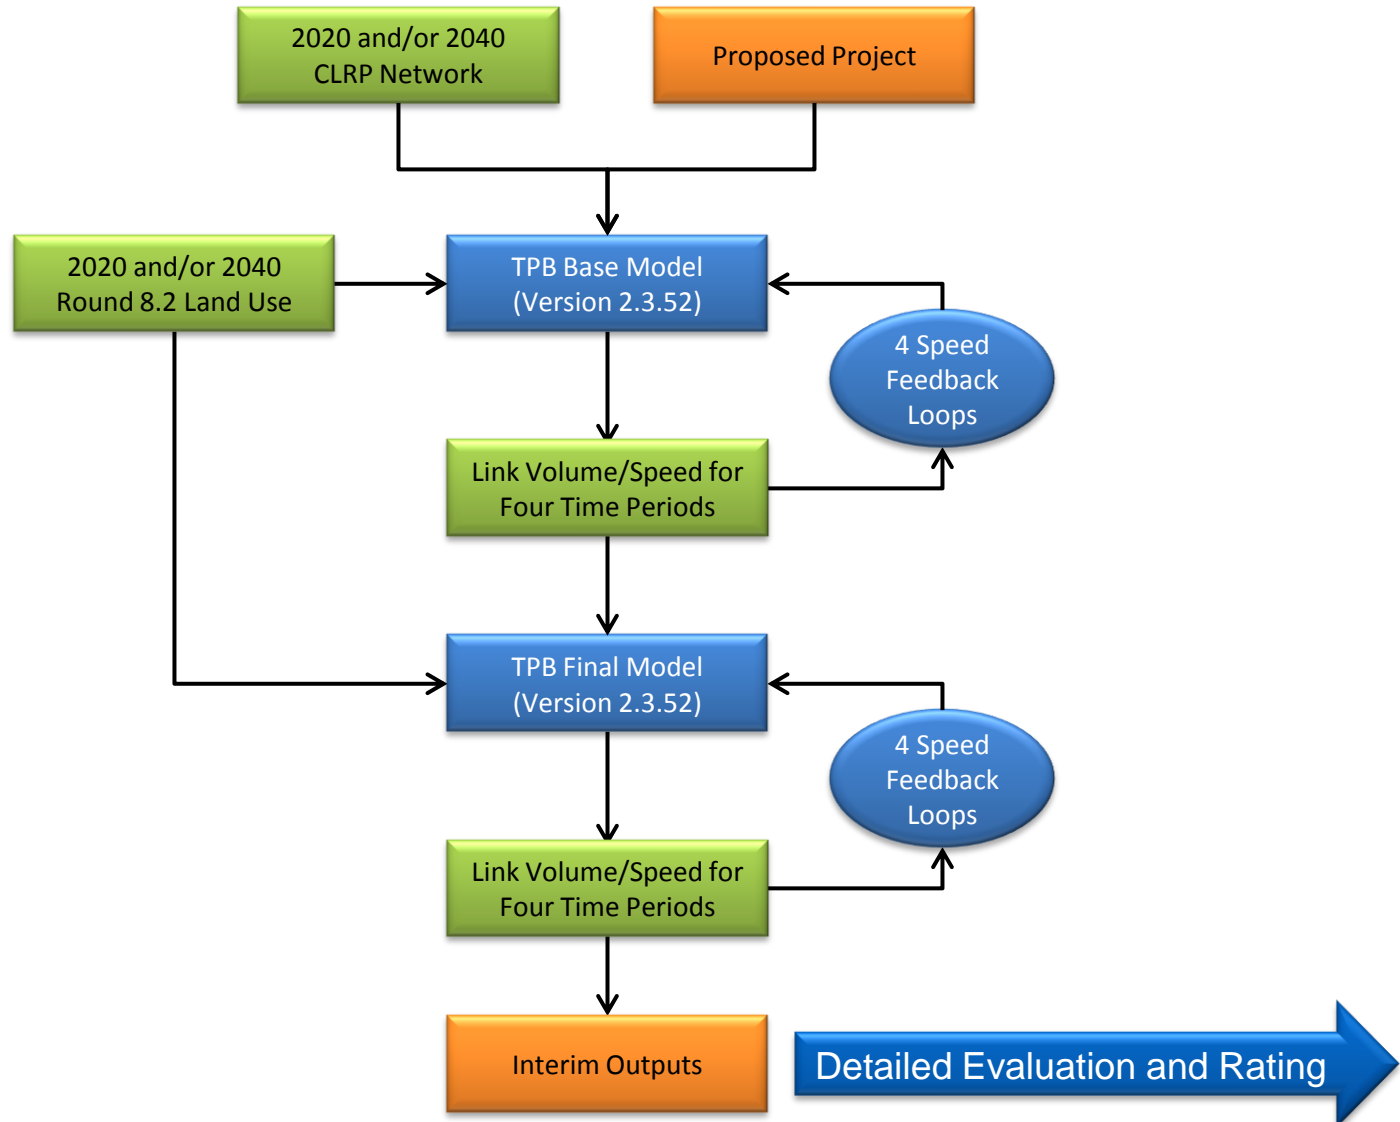 2020 and/or 2040
CLRP Network
Proposed Project
2020 and/or 2040
Round 8.2 Land Use
TPB Base Model
(Version 2.3.52)
4 Speed
Feedback
Loops
Link Volume/Speed for
Four Time Periods
TPB Final Model
(Version 2.3.52)
4 Speed
Feedback
Loops
Link Volume/Speed for
Four Time Periods
Interim Outputs
Detailed Evaluation and Rating